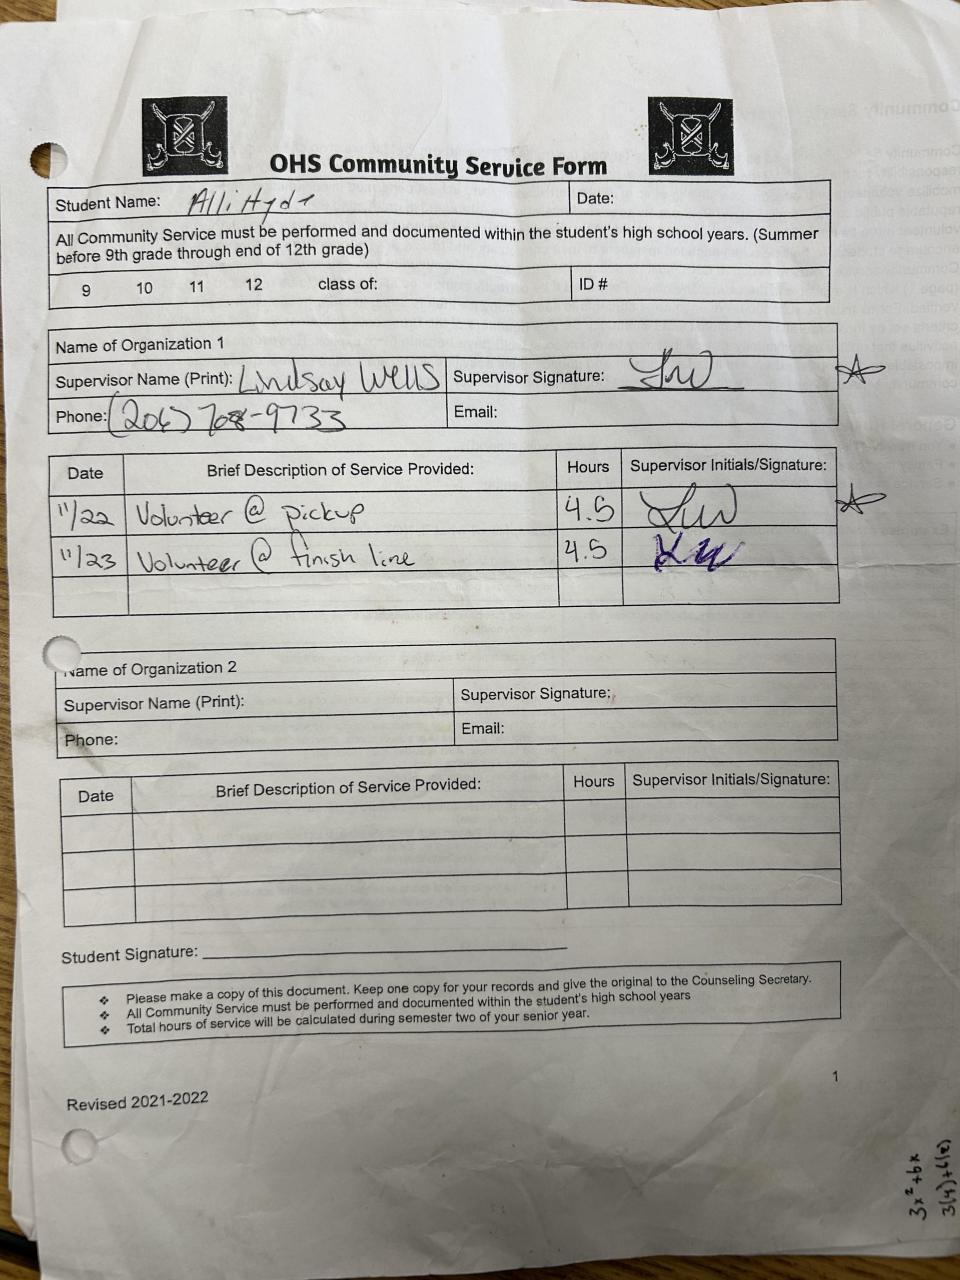 OHS Community Service Form
Student Name: Alli Hyde Date:
All Community Service must be performed and documented within the student's high school years. (Summer
before 9th grade through end of 12th grade)
9 10 11 12 class of: ID #
Name of Organization 1
Supervisor Name (Print): Lindsay Wells Supervisor Signature: LW
Phone: (206) 708-9733 Email:
Date Brief Description of Service Provided: Hours Supervisor Initials/Signature:
11/22 Volunteer @ pickup 4.5 LW
11/23 Volunteer @ finish line 4.5 LW
Name of Organization 2
Supervisor Name (Print): Supervisor Signature:
Phone: Email:
Date Brief Description of Service Provided: Hours Supervisor Initials/Signature:
Student Signature:
❖ Please make a copy of this document. Keep one copy for your records and give the original to the Counseling Secretary.
❖ All Community Service must be performed and documented within the student's high school years
❖ Total hours of service will be calculated during semester two of your senior year.
1
Revised 2021-2022
3x²+6x
3(4)+6(2)